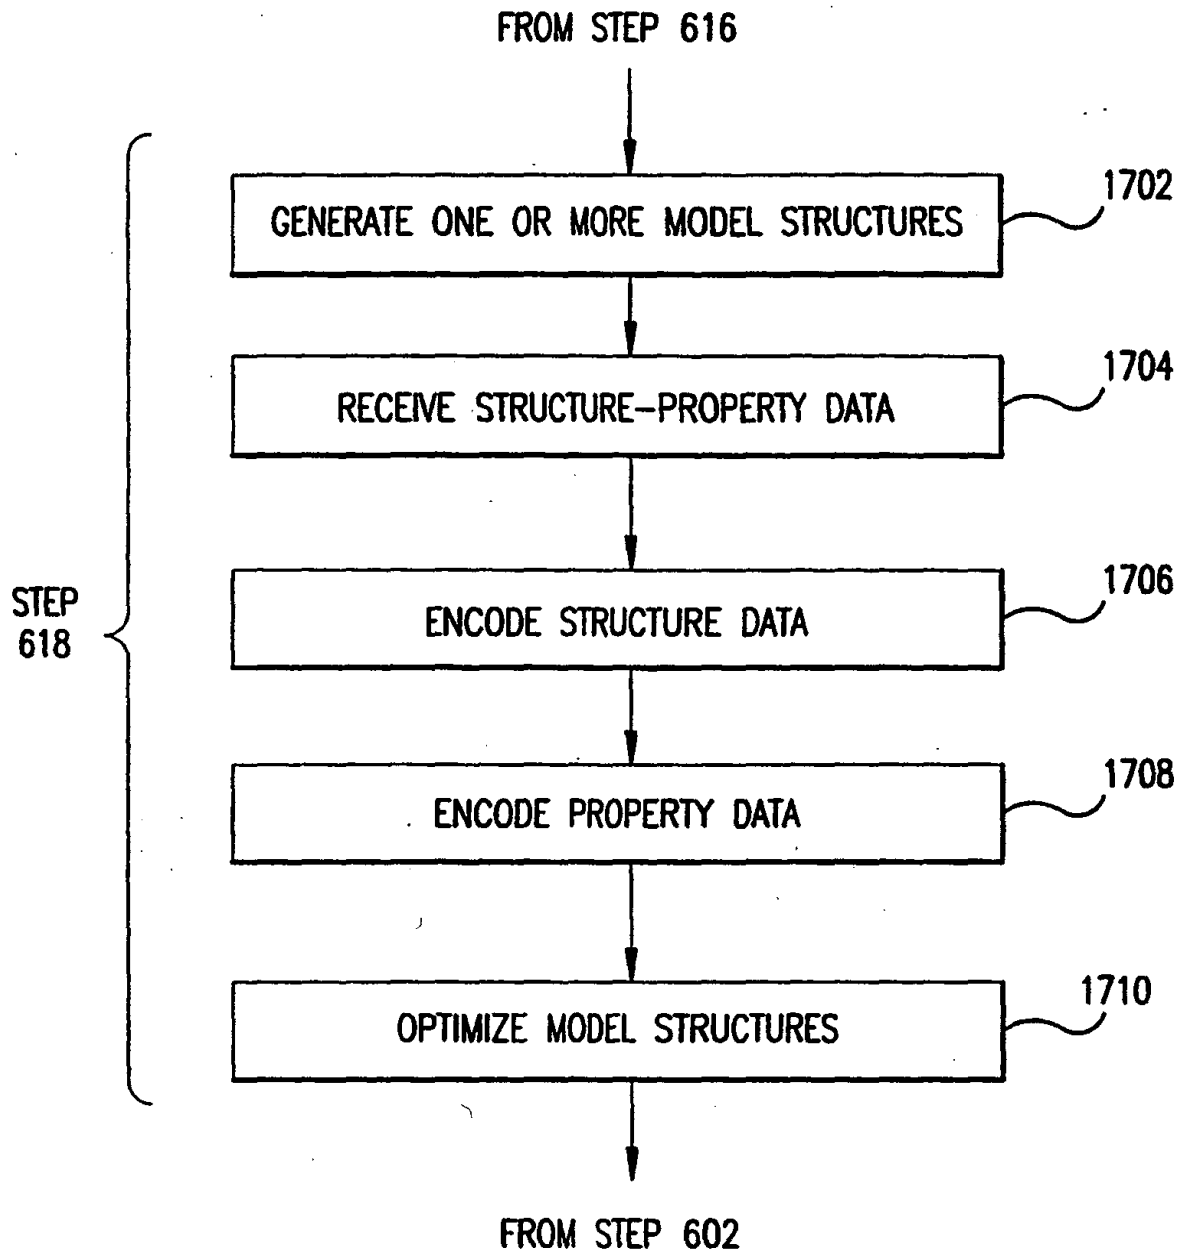 FROM STEP 616
GENERATE ONE OR MORE MODEL STRUCTURES
1702
RECEIVE STRUCTURE-PROPERTY DATA
1704
ENCODE STRUCTURE DATA
1706
STEP
618
ENCODE PROPERTY DATA
1708
OPTIMIZE MODEL STRUCTURES
1710
FROM STEP 602